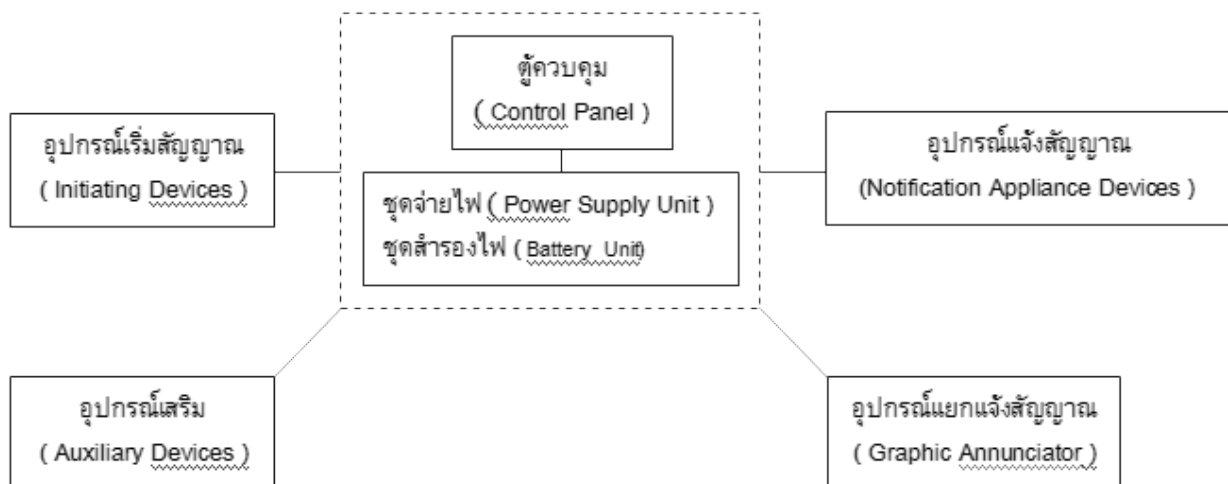 ตู้ควบคุม
( Control Panel )
อุปกรณ์เริ่มสัญญาณ
( Initiating Devices )
ชุดจ่ายไฟ ( Power Supply Unit )
ชุดสำรองไฟ ( Battery Unit)
อุปกรณ์แจ้งสัญญาณ
(Notification Appliance Devices )
อุปกรณ์เสริม
( Auxiliary Devices )
อุปกรณ์แยกแจ้งสัญญาณ
( Graphic Annunciator )